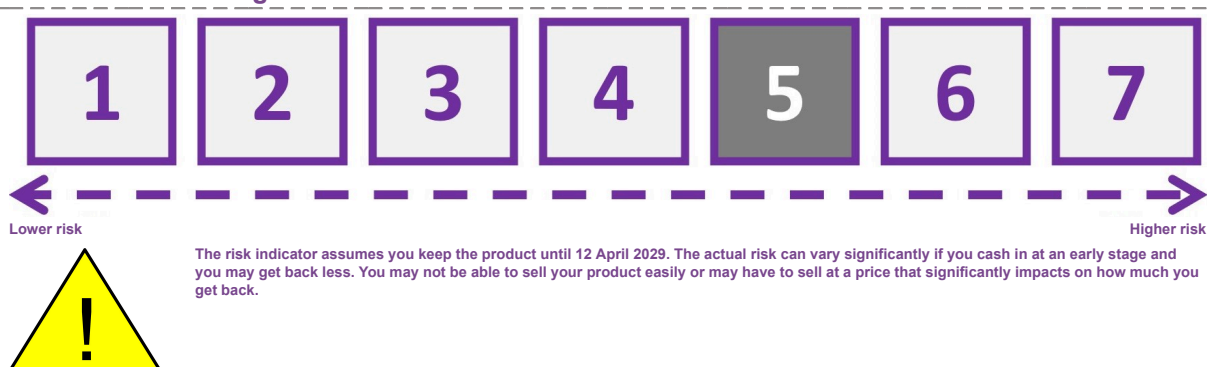 1 2 3 4 5 6 7
Lower risk Higher risk
The risk indicator assumes you keep the product until 12 April 2029. The actual risk can vary significantly if you cash in at an early stage and
you may get back less. You may not be able to sell your product easily or may have to sell at a price that significantly impacts on how much you
get back.
!